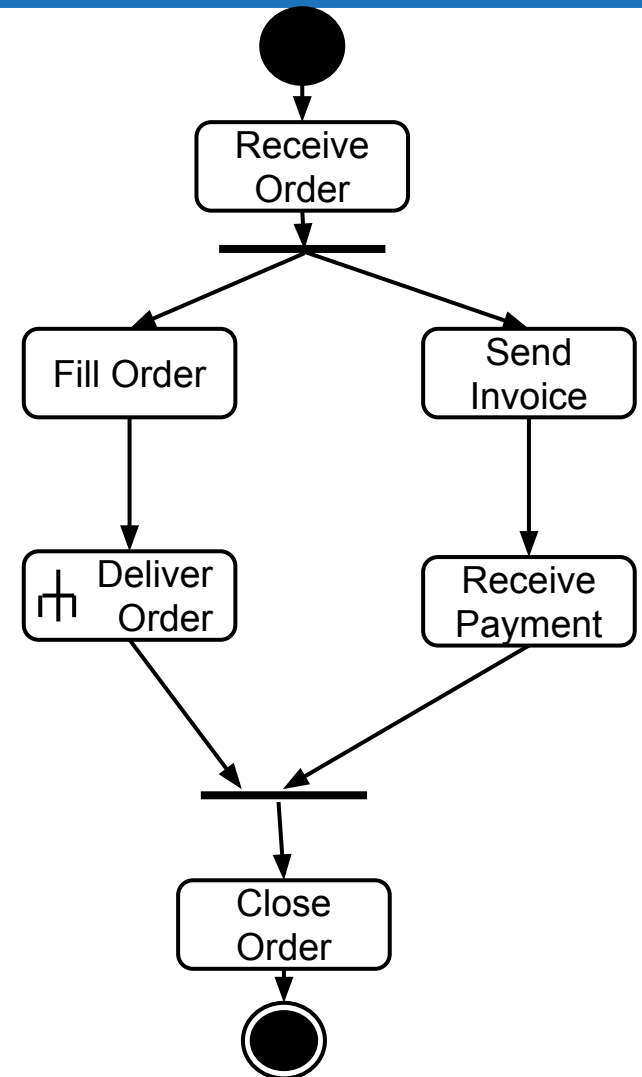 Receive
Order
Fill Order
Send
Invoice
Deliver
Order
Receive
Payment
Close
Order